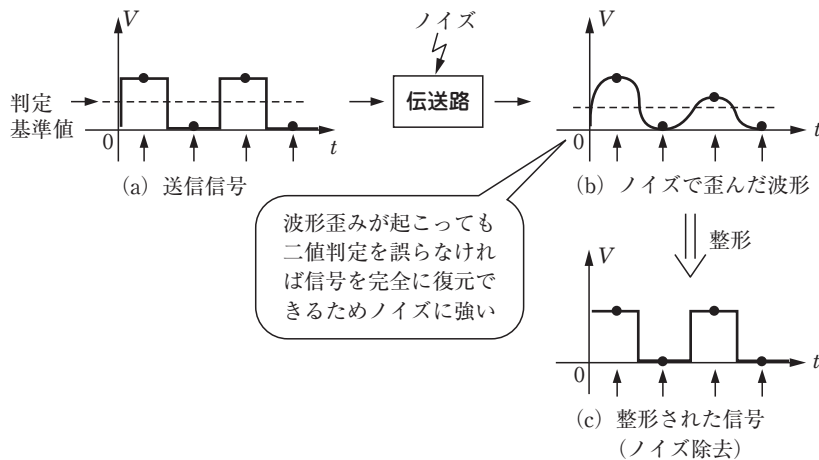 V
ノイズ
V
判定
基準値
伝送路
0
t
0
t
(a) 送信信号
(b) ノイズで歪んだ波形
波形歪みが起こっても
二値判定を誤らなけれ
ば信号を完全に復元で
きるためノイズに強い
整形
V
0
t
(c) 整形された信号
(ノイズ除去)